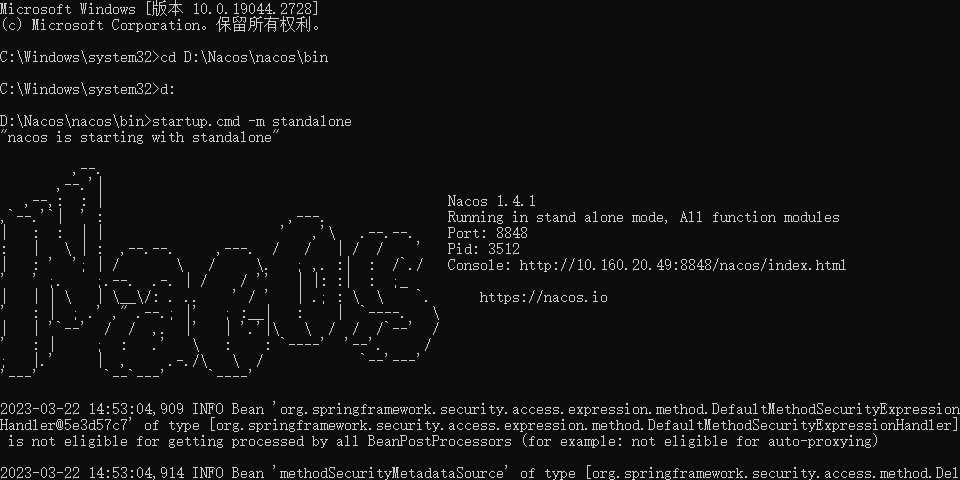 Microsoft Windows [版本 10.0.19044.2728]
(c) Microsoft Corporation。保留所有权利。
C:\Windows\system32>cd D:\Nacos\nacos\bin
C:\Windows\system32>d:
D:\Nacos\nacos\bin>startup.cmd -m standalone
"nacos is starting with standalone"
Nacos 1.4.1
Running in stand alone mode, All function modules
Port: 8848
Pid: 3512
Console: http://10.160.20.49:8848/nacos/index.html
https://nacos.io
2023-03-22 14:53:04,909 INFO Bean 'org.springframework.security.access.expression.method.DefaultMethodSecurityExpression
Handler@5e3d57c7' of type [org.springframework.security.access.expression.method.DefaultMethodSecurityExpressionHandler]
is not eligible for getting processed by all BeanPostProcessors (for example: not eligible for auto-proxying)
2023-03-22 14:53:04,914 INFO Bean 'methodSecurityMetadataSource' of type [org.springframework.security.access.method.Del